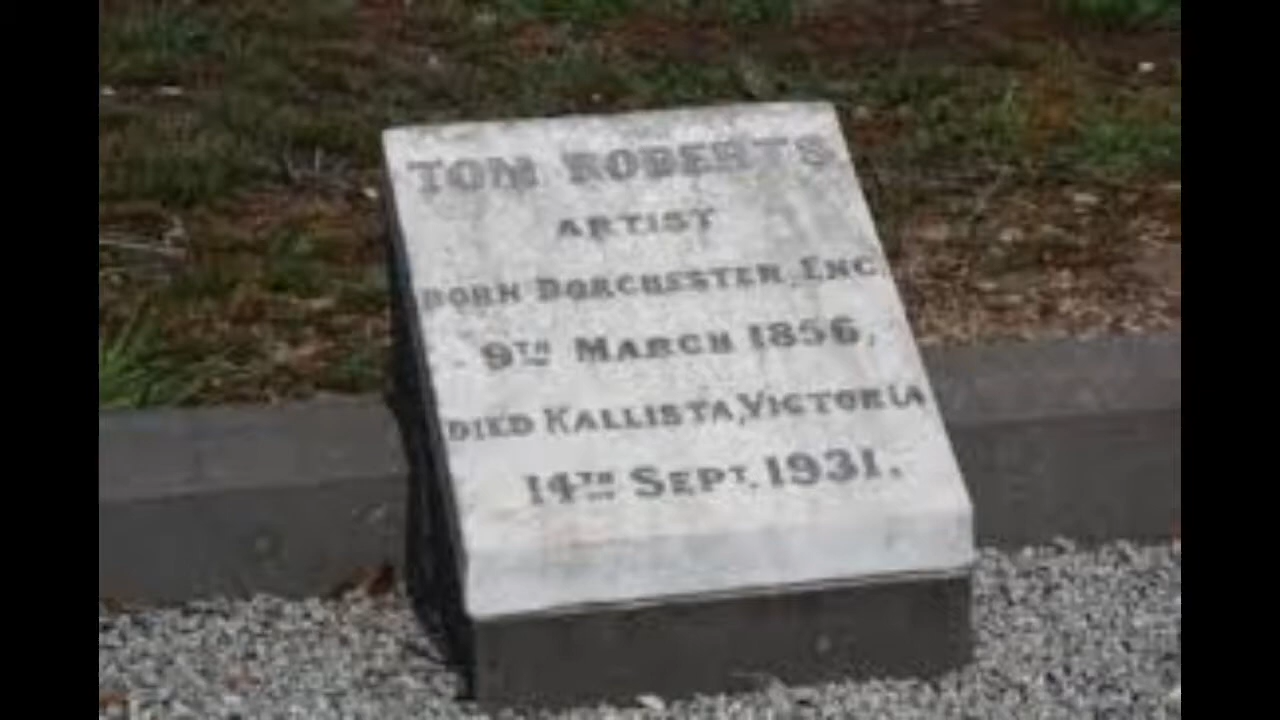 TOM ROBERTS
ARTIST
BORN DORCHESTER, ENG.
9TH MARCH 1856,
DIED KALLISTA, VICTORIA
14TH SEPT. 1931.